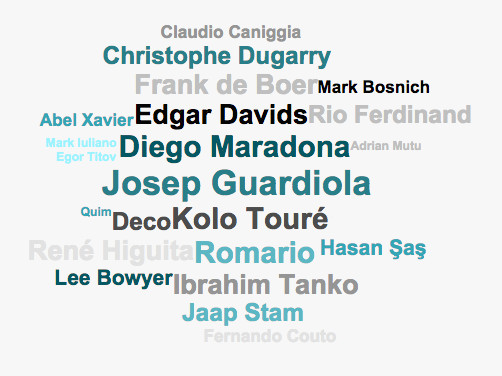 Claudio Caniggia
Christophe Dugarry
Frank de Boer Mark Bosnich
Abel Xavier Edgar Davids Rio Ferdinand
Mark Iuliano
Egor Titov
Diego Maradona Adrian Mutu
Josep Guardiola
Quim Deco Kolo Touré
René Higuita Romario Hasan Şaş
Lee Bowyer Ibrahim Tanko
Jaap Stam
Fernando Couto